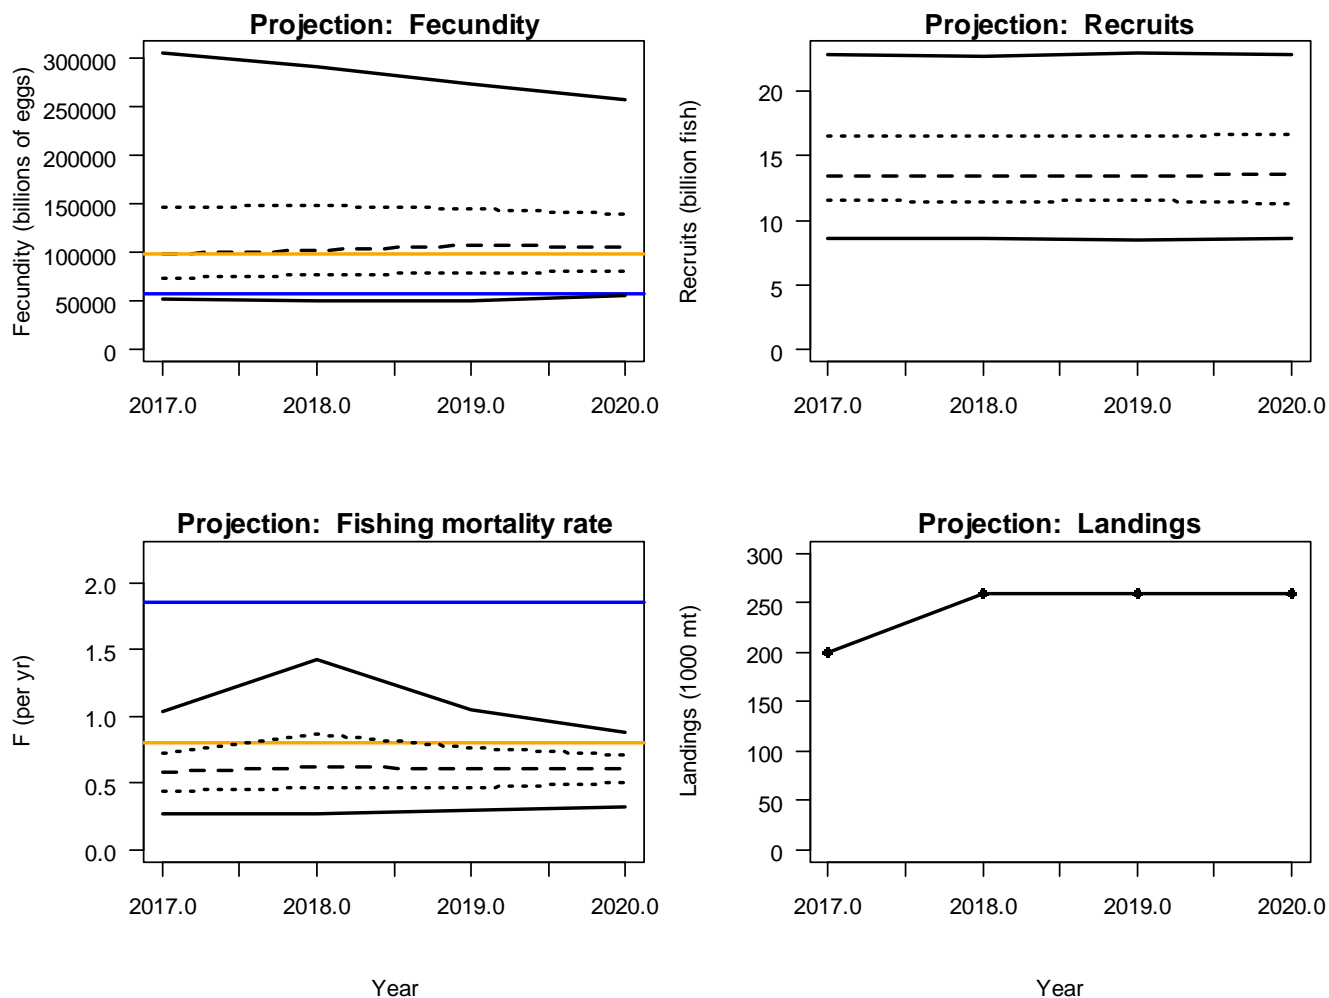 Projection:  Fecundity
Fecundity (billions of eggs)
300000
250000
200000
150000
100000
50000
0
2017.0 2018.0 2019.0 2020.0
Projection:  Recruits
Recruits (billion fish)
20
15
10
5
0
2017.0 2018.0 2019.0 2020.0
Projection:  Fishing mortality rate
F (per yr)
2.0
1.5
1.0
0.5
0.0
2017.0 2018.0 2019.0 2020.0
Year
Projection:  Landings
Landings (1000 mt)
300
250
200
150
100
50
0
2017.0 2018.0 2019.0 2020.0
Year